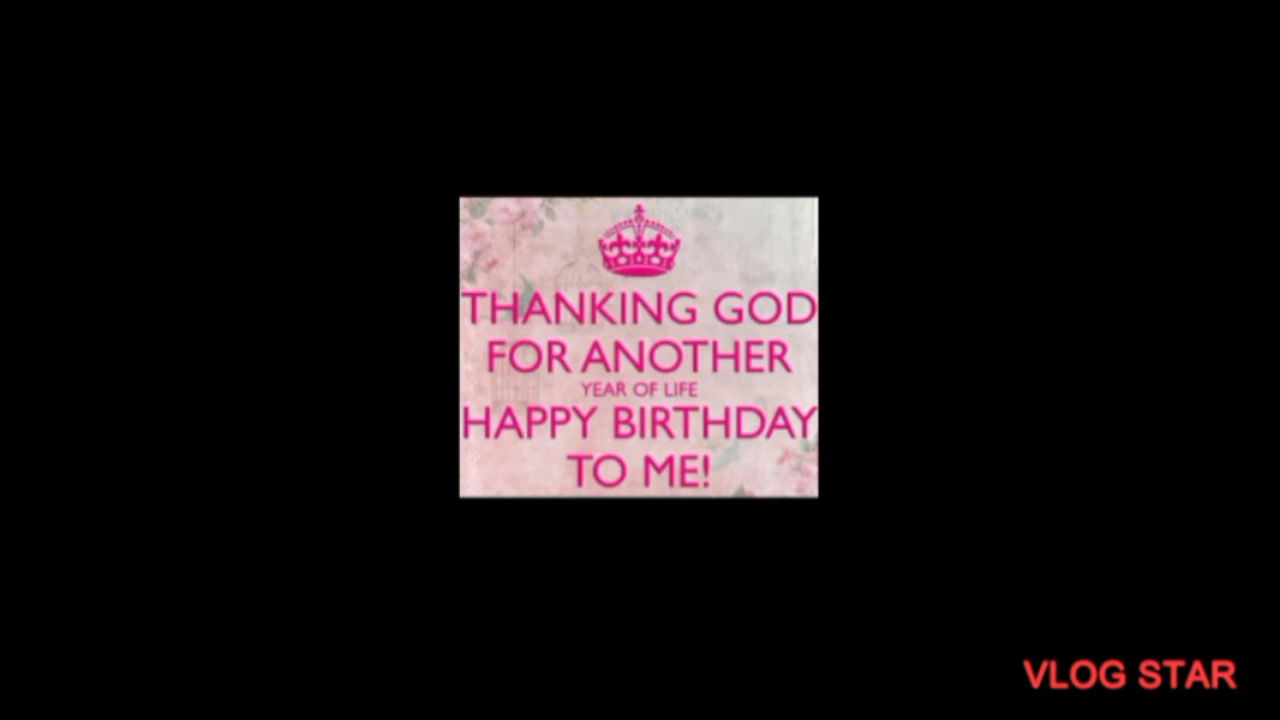 THANKING GOD
FOR ANOTHER
YEAR OF LIFE
HAPPY BIRTHDAY
TO ME!
VLOG STAR